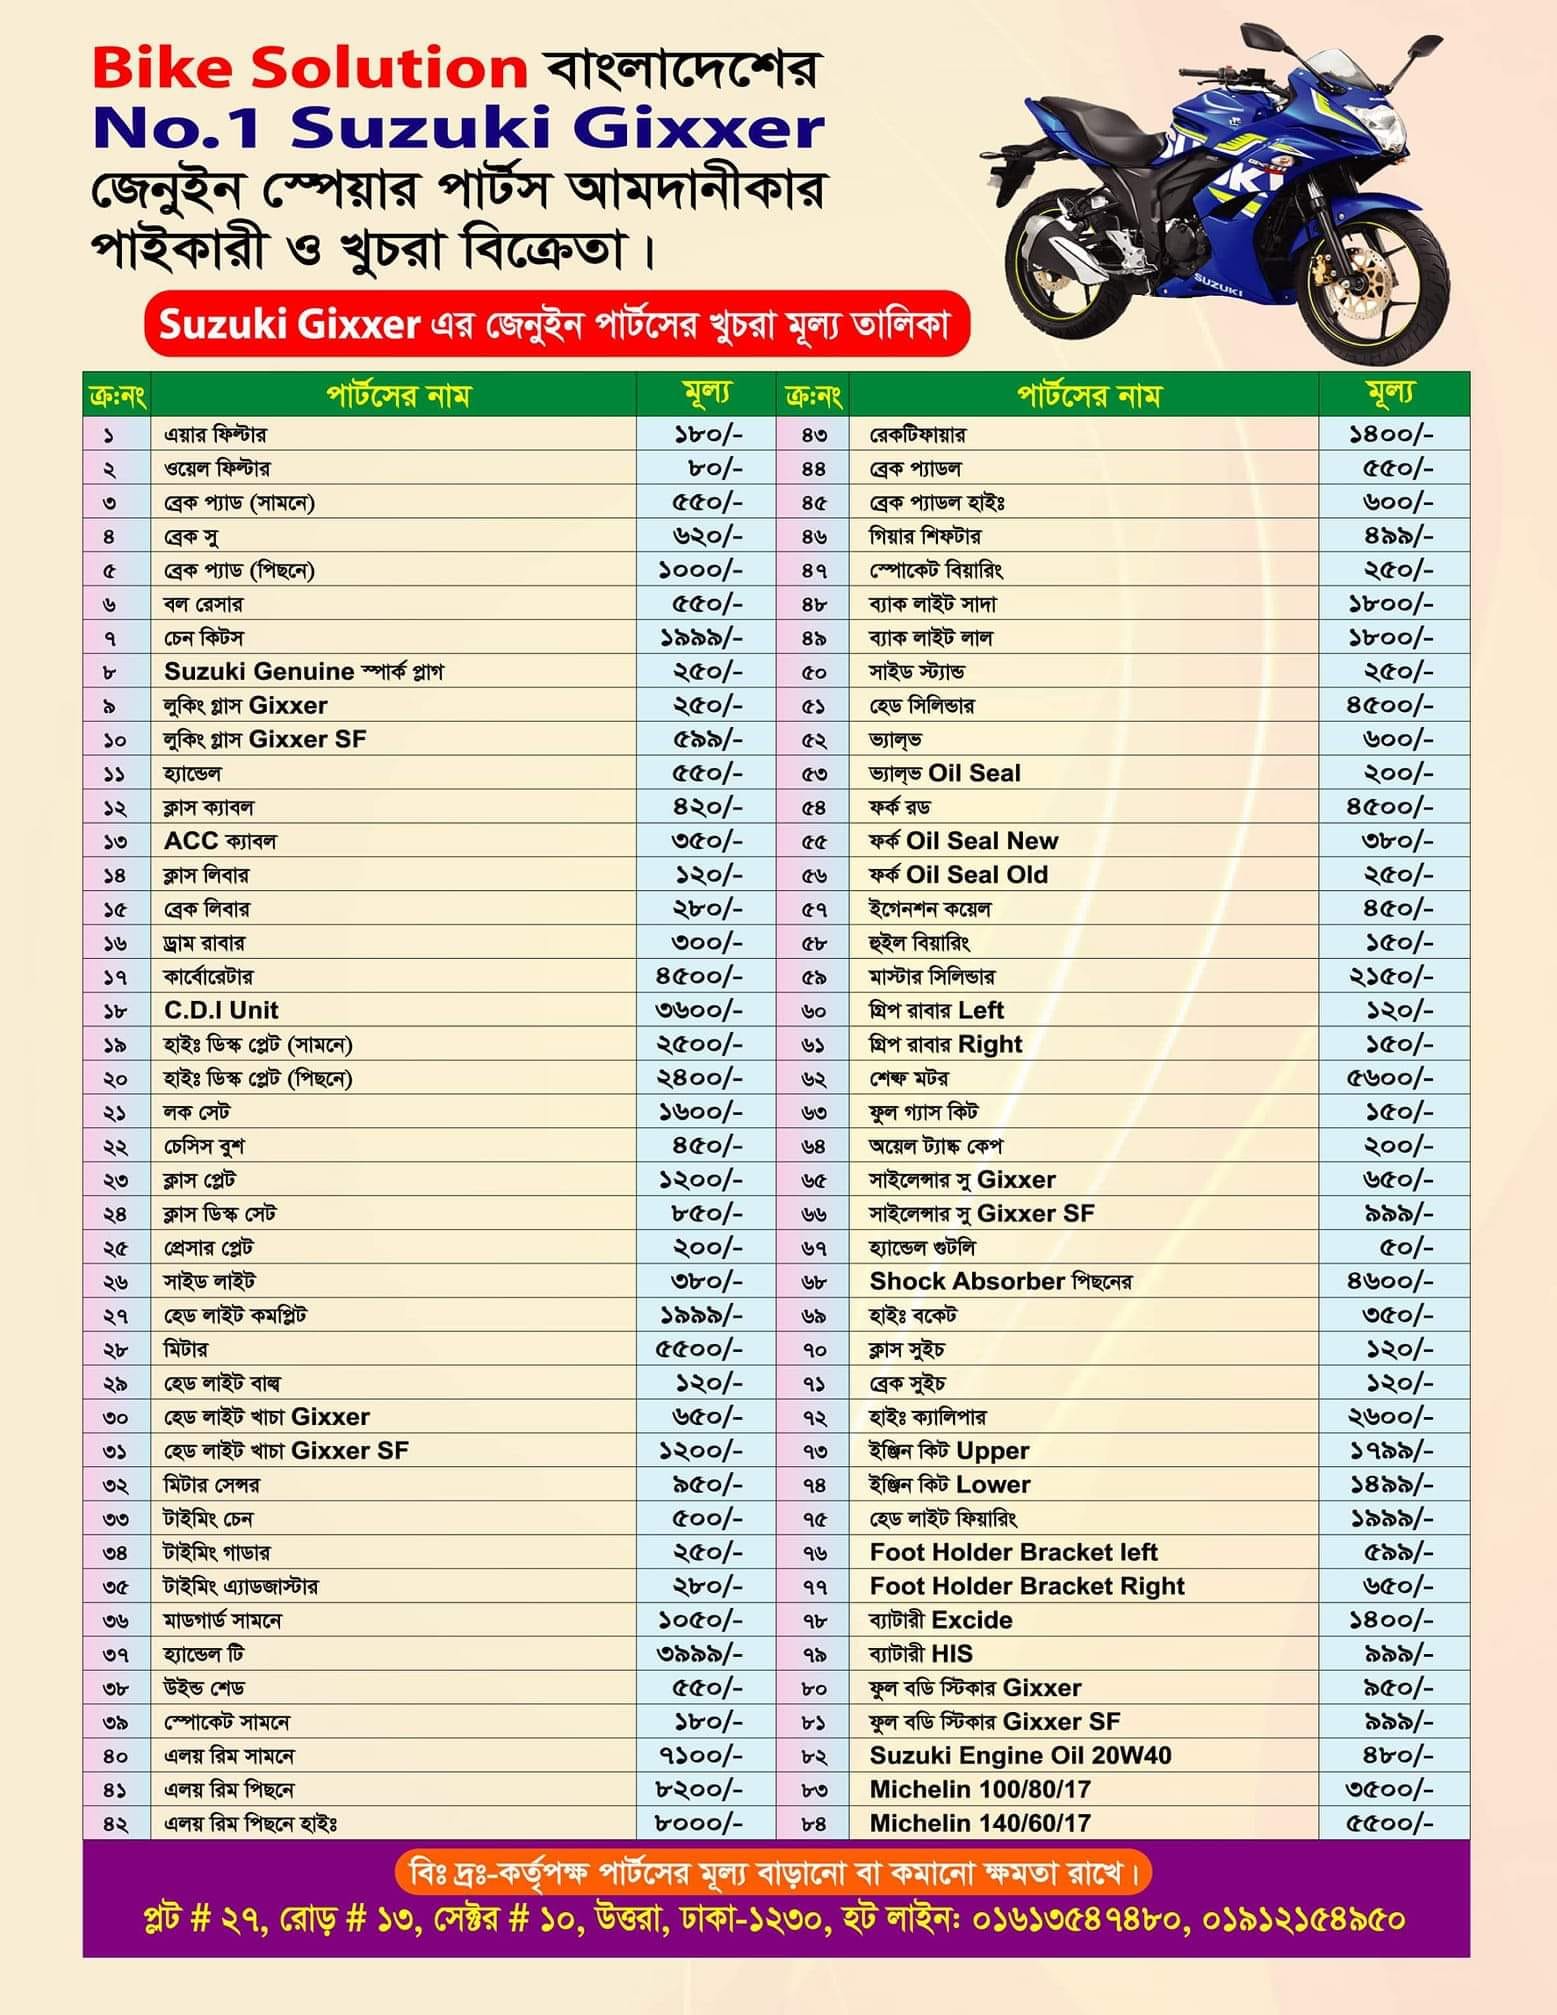 Bike Solution বাংলাদেশের
No.1 Suzuki Gixxer
জেনুইন স্পেয়ার পার্টস আমদানীকার
পাইকারী ও খুচরা বিক্রেতা।
Suzuki Gixxer এর জেনুইন পার্টসের খুচরা মূল্য তালিকা
SUZUKI
ক্র:নং পার্টসের নাম মূল্য ক্র:নং পার্টসের নাম মূল্য
১ এয়ার ফিল্টার ১৮০/- ৪৩ রেকটিফায়ার ১৪০০/-
২ ওয়েল ফিল্টার ৮০/- ৪৪ ব্রেক প্যাডল ৫৫০/-
৩ ব্রেক প্যাড (সামনে) ৫৫০/- ৪৫ ব্রেক প্যাডল হাইঃ ৬০০/-
৪ ব্রেক সু ৬২০/- ৪৬ গিয়ার শিফটার ৪৯৯/-
৫ ব্রেক প্যাড (পিছনে) ১০০০/- ৪৭ স্পোকেট বিয়ারিং ২৫০/-
৬ বল রেসার ৫৫০/- ৪৮ ব্যাক লাইট সাদা ১৮০০/-
৭ চেন কিটস ১৯৯৯/- ৪৯ ব্যাক লাইট লাল ১৮০০/-
৮ Suzuki Genuine স্পার্ক প্লাগ ২৫০/- ৫০ সাইড স্ট্যান্ড ২৫০/-
৯ লুকিং গ্লাস Gixxer ২৫০/- ৫১ হেড সিলিন্ডার ৪৫০০/-
১০ লুকিং গ্লাস Gixxer SF ৫৯৯/- ৫২ ভ্যাল্ভ ৬০০/-
১১ হ্যান্ডেল ৫৫০/- ৫৩ ভ্যাল্ভ Oil Seal ২০০/-
১২ ক্লাস ক্যাবল ৪২০/- ৫৪ ফর্ক রড ৪৫০০/-
১৩ ACC ক্যাবল ৩৫০/- ৫৫ ফর্ক Oil Seal New ৩৮০/-
১৪ ক্লাস লিবার ১২০/- ৫৬ ফর্ক Oil Seal Old ২৫০/-
১৫ ব্রেক লিবার ২৮০/- ৫৭ ইগেনশন কয়েল ৪৫০/-
১৬ ড্রাম রাবার ৩০০/- ৫৮ হুইল বিয়ারিং ১৫০/-
১৭ কার্বোরেটার ৪৫০০/- ৫৯ মাস্টার সিলিন্ডার ২১৫০/-
১৮ C.D.I Unit ৩৬০০/- ৬০ গ্রিপ রাবার Left ১২০/-
১৯ হাইঃ ডিস্ক প্লেট (সামনে) ২৫০০/- ৬১ গ্রিপ রাবার Right ১৫০/-
২০ হাইঃ ডিস্ক প্লেট (পিছনে) ২৪০০/- ৬২ শেল্ফ মটর ৫৬০০/-
২১ লক সেট ১৬০০/- ৬৩ ফুল গ্যাস কিট ১৫০/-
২২ চেসিস বুশ ৪৫০/- ৬৪ অয়েল ট্যাঙ্ক কেপ ২০০/-
২৩ ক্লাস প্লেট ১২০০/- ৬৫ সাইলেন্সার সু Gixxer ৬৫০/-
২৪ ক্লাস ডিস্ক সেট ৮৫০/- ৬৬ সাইলেন্সার সু Gixxer SF ৯৯৯/-
২৫ প্রেসার প্লেট ২০০/- ৬৭ হ্যান্ডেল গুটলি ৫০/-
২৬ সাইড লাইট ৩৮০/- ৬৮ Shock Absorber পিছনের ৪৬০০/-
২৭ হেড লাইট কমপ্লিট ১৯৯৯/- ৬৯ হাইঃ বকেট ৩৫০/-
২৮ মিটার ৫৫০০/- ৭০ ক্লাস সুইচ ১২০/-
২৯ হেড লাইট বাল্ব ১২০/- ৭১ ব্রেক সুইচ ১২০/-
৩০ হেড লাইট খাচা Gixxer ৬৫০/- ৭২ হাইঃ ক্যালিপার ২৬০০/-
৩১ হেড লাইট খাচা Gixxer SF ১২০০/- ৭৩ ইঞ্জিন কিট Upper ১৭৯৯/-
৩২ মিটার সেন্সর ৯৫০/- ৭৪ ইঞ্জিন কিট Lower ১৪৯৯/-
৩৩ টাইমিং চেন ৫০০/- ৭৫ হেড লাইট ফিয়ারিং ১৯৯৯/-
৩৪ টাইমিং গাডার ২৫০/- ৭৬ Foot Holder Bracket left ৫৯৯/-
৩৫ টাইমিং এ্যাডজাস্টার ২৮০/- ৭৭ Foot Holder Bracket Right ৬৫০/-
৩৬ মাডগার্ড সামনে ১০৫০/- ৭৮ ব্যাটারী Excide ১৪০০/-
৩৭ হ্যান্ডেল টি ৩৯৯৯/- ৭৯ ব্যাটারী HIS ৯৯৯/-
৩৮ উইন্ড শেড ৫৫০/- ৮০ ফুল বডি স্টিকার Gixxer ৯৫০/-
৩৯ স্পোকেট সামনে ১৮০/- ৮১ ফুল বডি স্টিকার Gixxer SF ৯৯৯/-
৪০ এলয় রিম সামনে ৭১০০/- ৮২ Suzuki Engine Oil 20W40 ৪৮০/-
৪১ এলয় রিম পিছনে ৮২০০/- ৮৩ Michelin 100/80/17 ৩৫০০/-
৪২ এলয় রিম পিছনে হাইঃ ৮০০০/- ৮৪ Michelin 140/60/17 ৫৫০০/-
বিঃ দ্রঃ-কর্তৃপক্ষ পার্টসের মূল্য বাড়ানো বা কমানো ক্ষমতা রাখে।
প্লট # ২৭, রোড় # ১৩, সেক্টর # ১০, উত্তরা, ঢাকা-১২৩০, হট লাইন: ০১৬১৩৫৪৭৪৮০, ০১৯১২১৫৪৯৫০